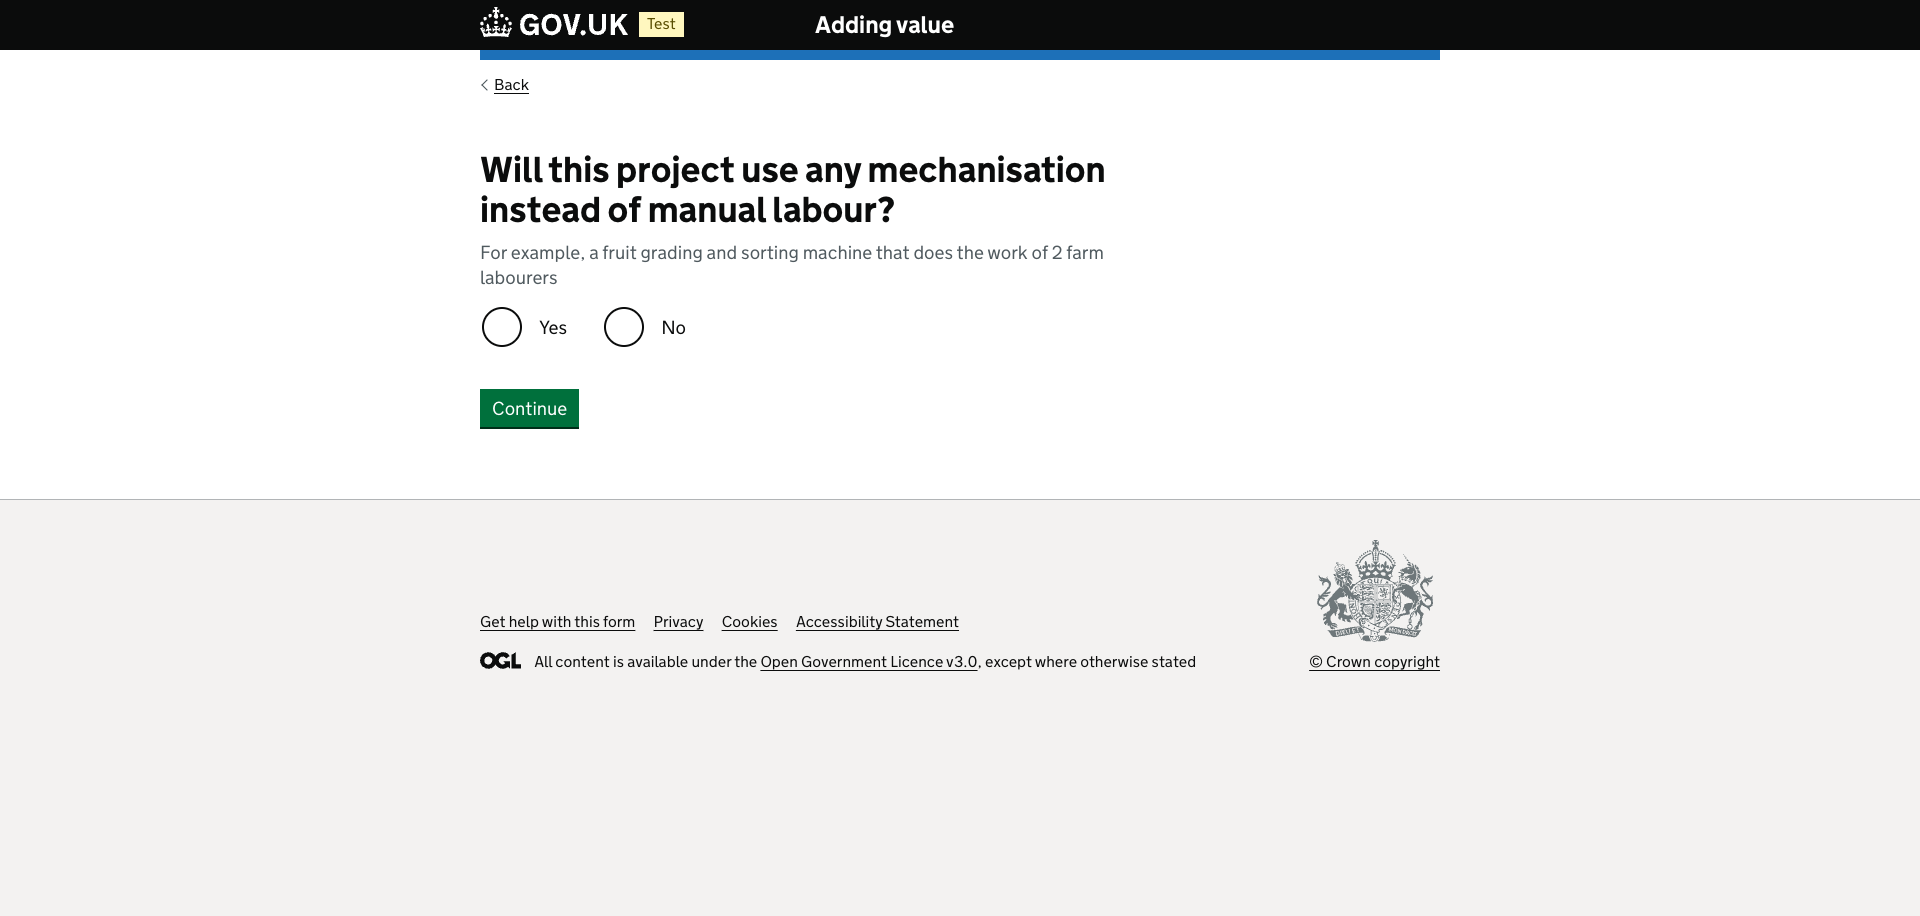 GOV.UK Test Adding value
Back
Will this project use any mechanisation
instead of manual labour?
For example, a fruit grading and sorting machine that does the work of 2 farm
labourers
Yes No
Continue
Get help with this form Privacy Cookies Accessibility Statement
OGL All content is available under the Open Government Licence v3.0, except where otherwise stated
© Crown copyright